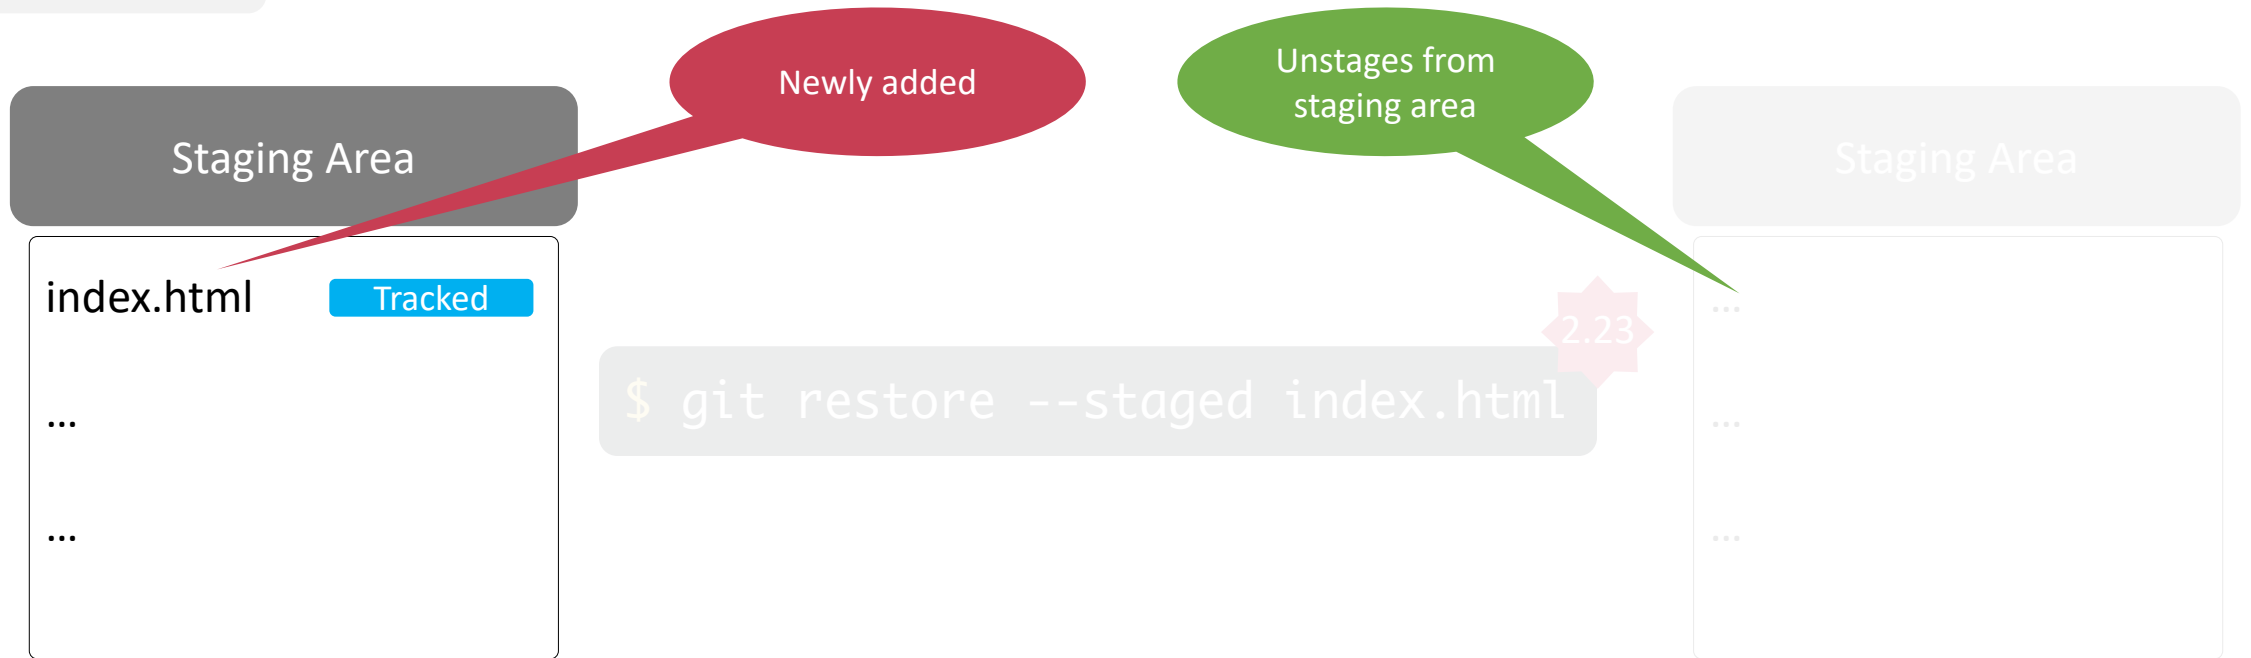 Newly added
Unstages from
staging area
Staging Area
Staging Area
index.html
Tracked
...
...
2.23
$ git restore --staged index.html
...
...
...